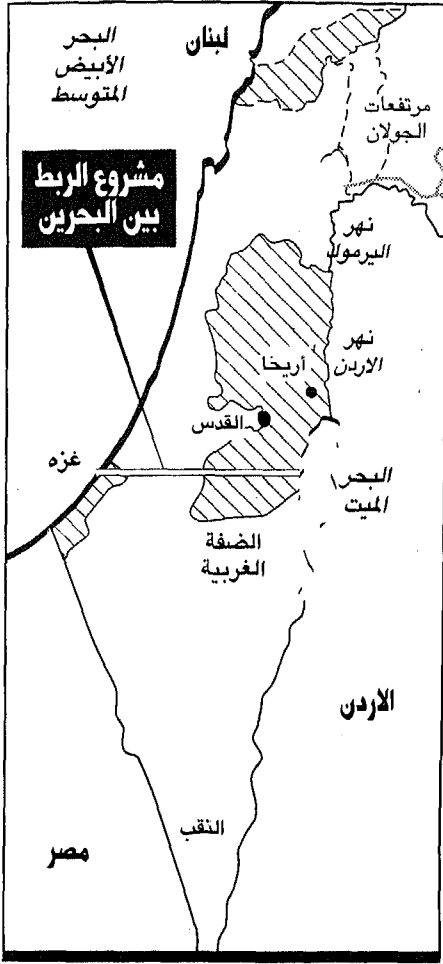 البحر
الأبيض
المتوسط
لبنان
مرتفعات
الجولان
مشروع الربط
بين البحرين
نهر
اليرموك
نهر
الاردن
أريخا
القدس
غزه
البحر
الميت
الضفة
الغربية
الاردن
النقب
مصر